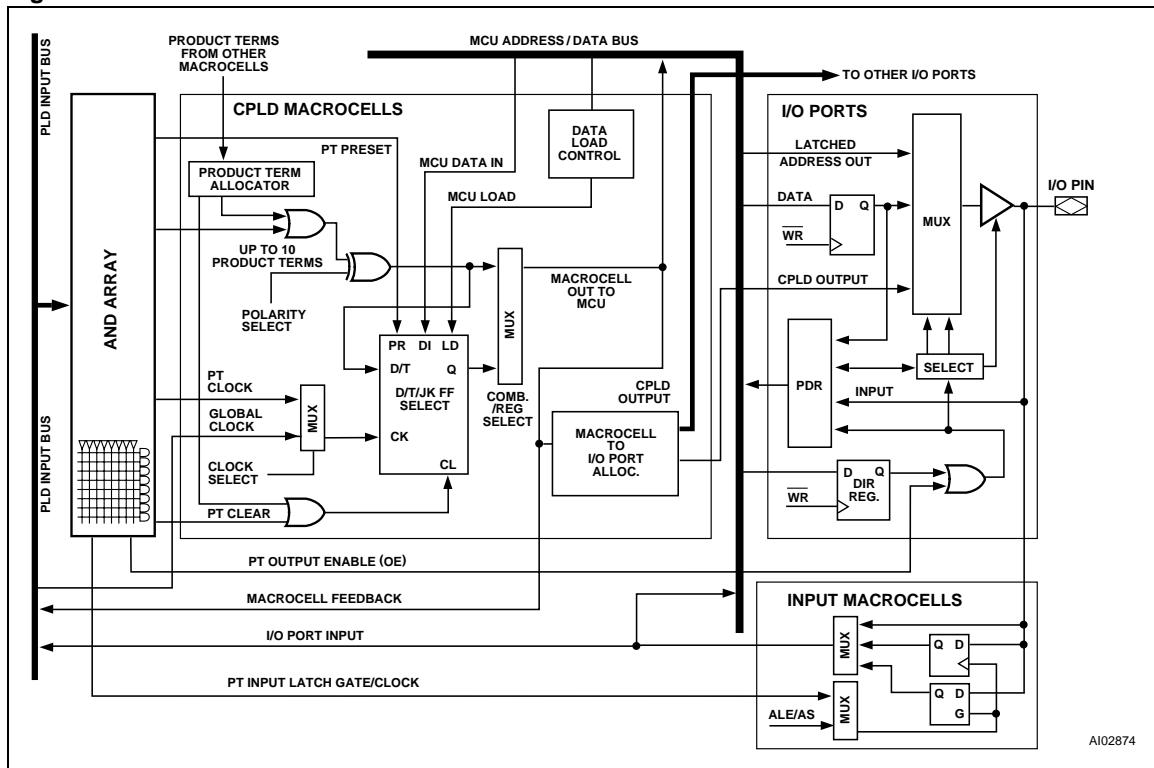 PLD INPUT BUS
PRODUCT TERMS
FROM OTHER
MACROCELLS
MCU ADDRESS / DATA BUS
TO OTHER I/O PORTS
CPLD MACROCELLS
I/O PORTS
AND ARRAY
PT PRESET
MCU DATA IN
MCU LOAD
DATA
LOAD
CONTROL
PRODUCT TERM
ALLOCATOR
UP TO 10
PRODUCT TERMS
POLARITY
SELECT
MUX
MACROCELL
OUT TO
MCU
PR DI LD
D/T Q
D/T/JK FF
SELECT
CK
CL
COMB.
/REG
SELECT
PT
CLOCK
GLOBAL
CLOCK
MUX
CLOCK
SELECT
PT CLEAR
CPLD
OUTPUT
MACROCELL
TO
I/O PORT
ALLOC.
LATCHED
ADDRESS OUT
DATA
D Q
WR
MUX
I/O PIN
CPLD OUTPUT
PDR
SELECT
INPUT
D Q
DIR
REG.
WR
PLD INPUT BUS
PT OUTPUT ENABLE (OE)
MACROCELL FEEDBACK
I/O PORT INPUT
PT INPUT LATCH GATE/CLOCK
INPUT MACROCELLS
MUX
Q D
Q D
G
MUX
ALE/AS
AI02874